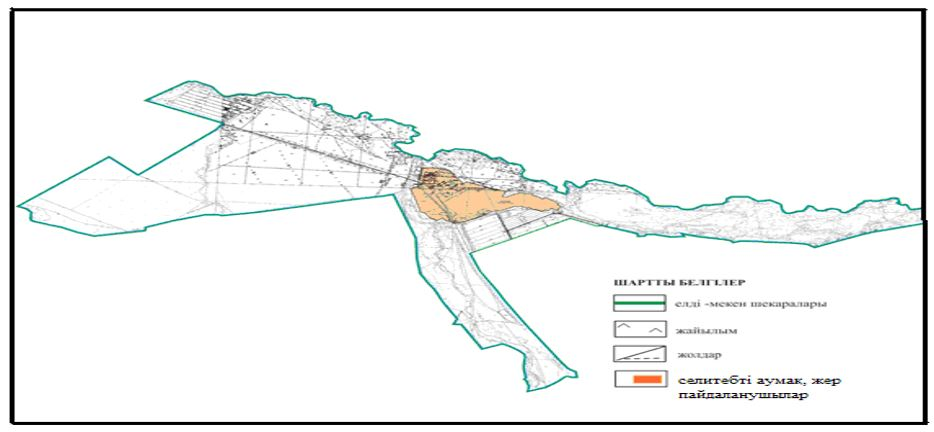 ШАРТТЫ БЕЛГІЛЕР
елді -мекен шекаралары
жайылым
жолдар
селитебті аумақ, жер
пайдаланушылар